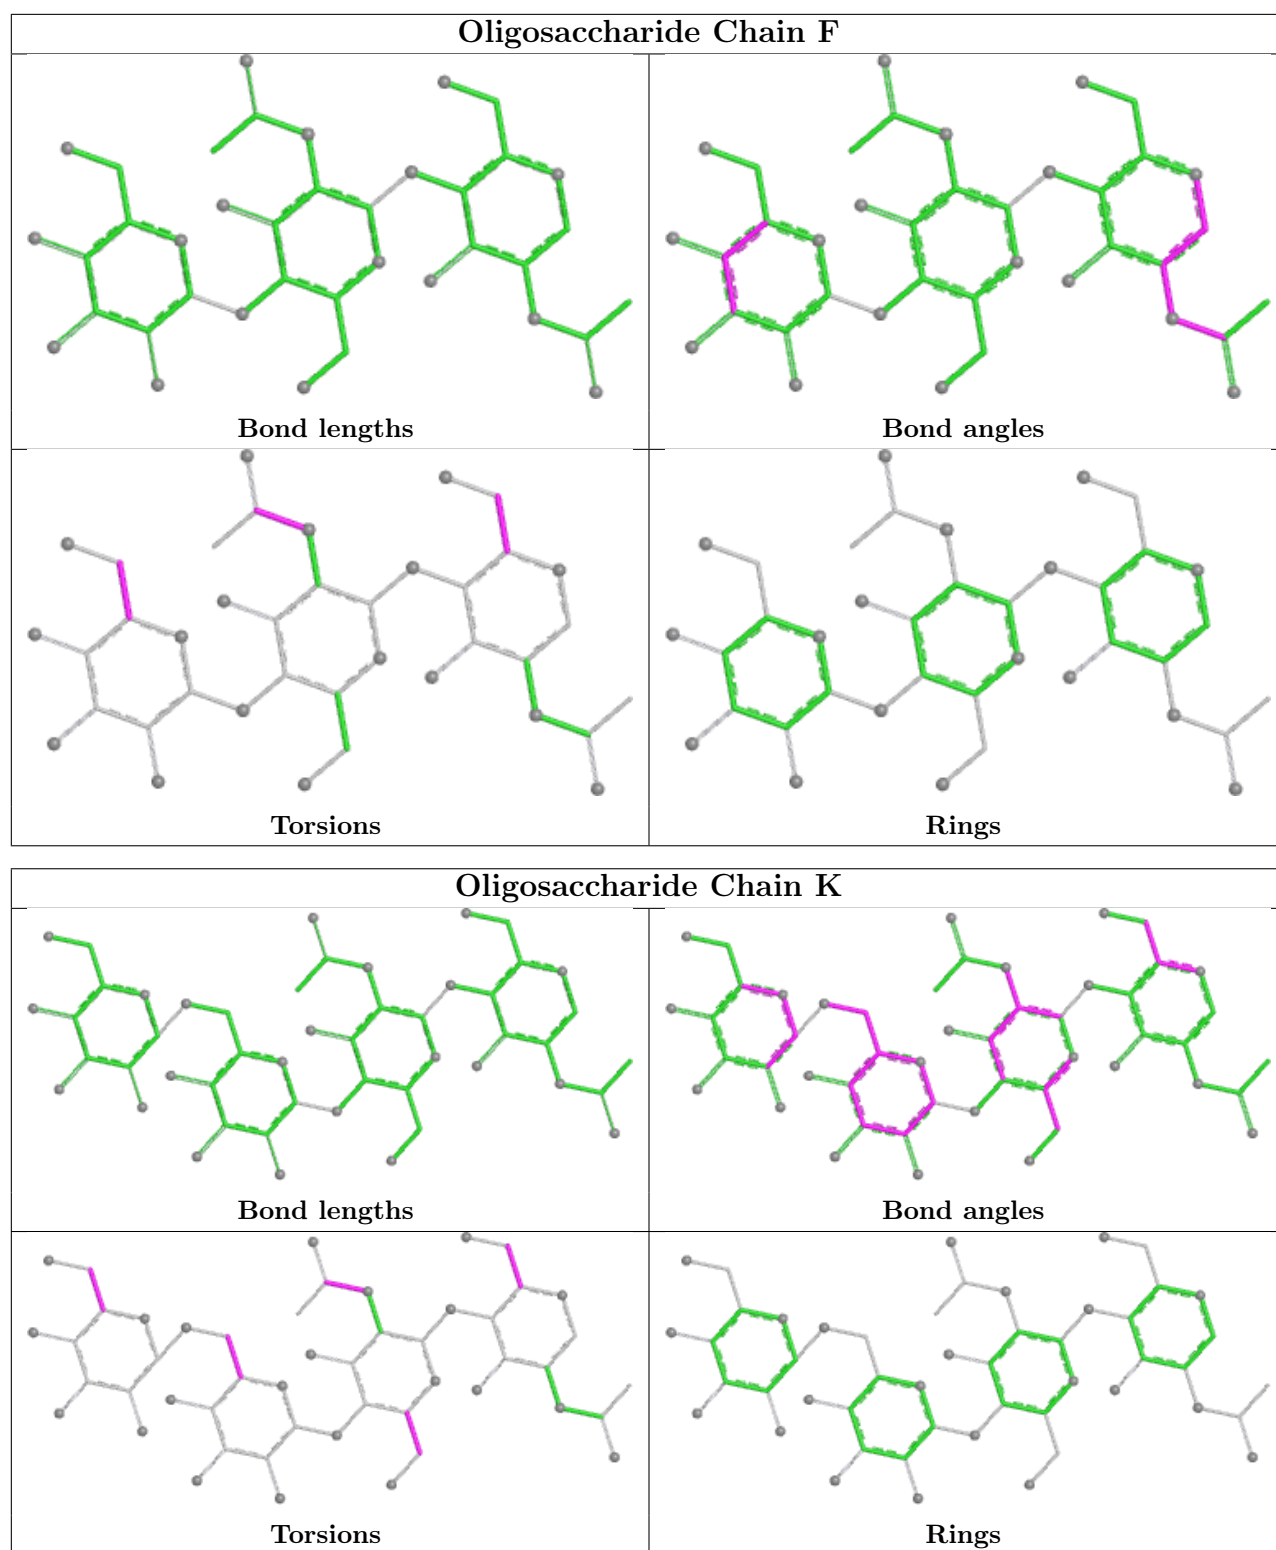 Oligosaccharide Chain F
Bond lengths
Bond angles
Torsions
Rings
Oligosaccharide Chain K
Bond lengths
Bond angles
Torsions
Rings